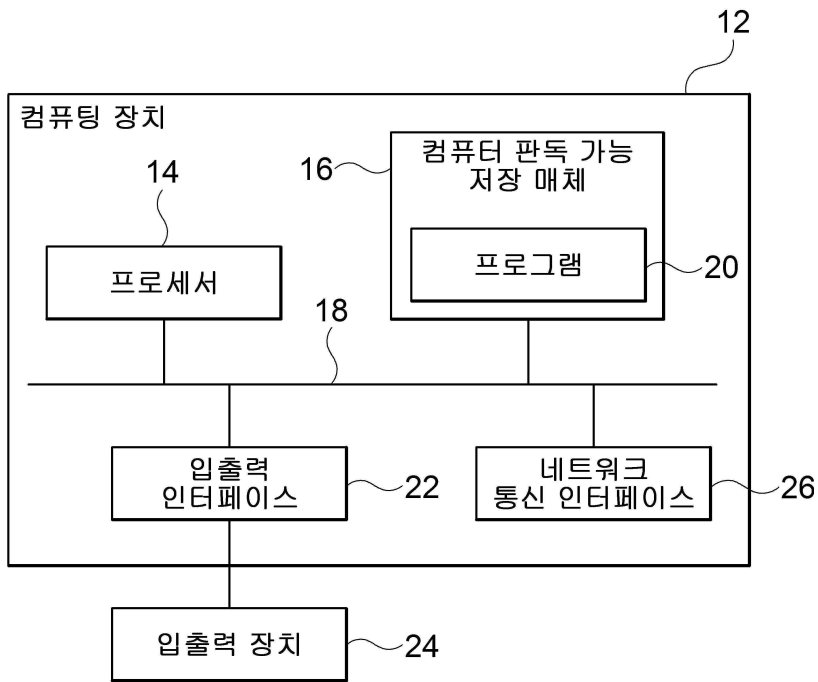 12
컴퓨팅 장치
14
프로세서
16
컴퓨터 판독 가능
저장 매체
프로그램
20
18
입출력
인터페이스
22
네트워크
통신 인터페이스
26
입출력 장치
24